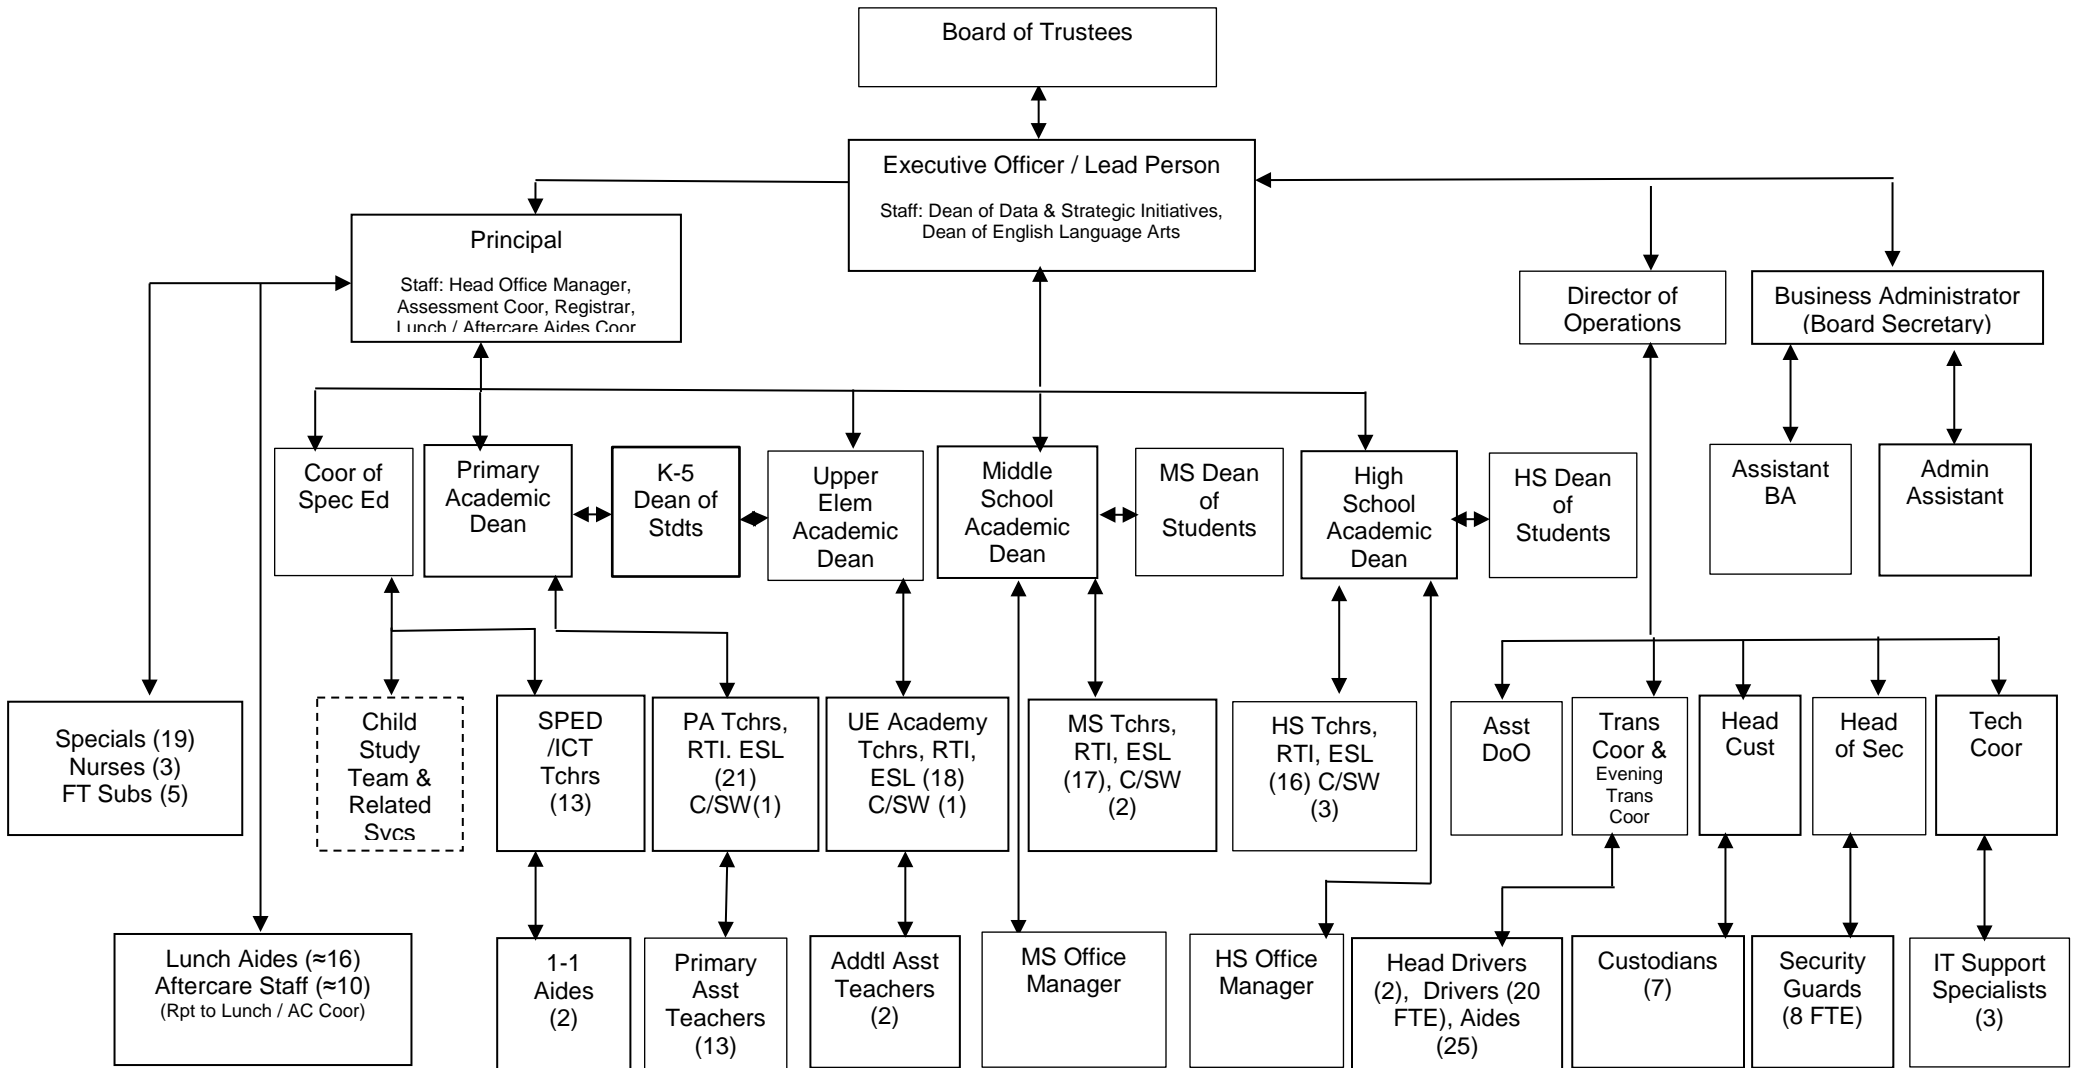 Board of Trustees
Executive Officer / Lead Person
Staff: Dean of Data & Strategic Initiatives,
Dean of English Language Arts
Principal
Staff: Head Office Manager,
Assessment Coor, Registrar,
Lunch / Aftercare Aides Coor
Director of
Operations
Business Administrator
(Board Secretary)
Coor of
Spec Ed
Primary
Academic
Dean
K-5
Dean of
Stdts
Upper
Elem
Academic
Dean
Middle
School
Academic
Dean
MS Dean
of
Students
High
School
Academic
Dean
HS Dean
of
Students
Assistant
BA
Admin
Assistant
Specials (19)
Nurses (3)
FT Subs (5)
Child
Study
Team &
Related
Svcs
SPED
/ICT
Tchrs
(13)
PA Tchrs,
RTI. ESL
(21)
C/SW(1)
UE Academy
Tchrs, RTI,
ESL (18)
C/SW (1)
MS Tchrs,
RTI, ESL
(17), C/SW
(2)
HS Tchrs,
RTI, ESL
(16) C/SW
(3)
Asst
DoO
Trans
Coor &
Evening
Trans
Coor
Head
Cust
Head
of Sec
Tech
Coor
Lunch Aides (≈16)
Aftercare Staff (≈10)
(Rpt to Lunch / AC Coor)
1-1
Aides
(2)
Primary
Asst
Teachers
(13)
Addtl Asst
Teachers
(2)
MS Office
Manager
HS Office
Manager
Head Drivers
(2), Drivers (20
FTE), Aides
(25)
Custodians
(7)
Security
Guards
(8 FTE)
IT Support
Specialists
(3)